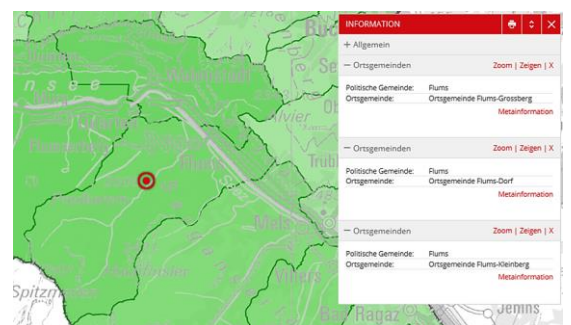 INFORMATION
+ Allgemein
— Ortsgemeinden Zoom | Zeigen | X
Politische Gemeinde: Flums
Ortsgemeinde: Ortsgemeinde Flums-Grossberg
Metainformation
— Ortsgemeinden Zoom | Zeigen | X
Politische Gemeinde: Flums
Ortsgemeinde: Ortsgemeinde Flums-Dorf
Metainformation
— Ortsgemeinden Zoom | Zeigen | X
Politische Gemeinde: Flums
Ortsgemeinde: Ortsgemeinde Flums-Kleinberg
Metainformation
n s e e
Walenstadt
Flums
Mels
Vilters
Bad Ragaz
Jenins